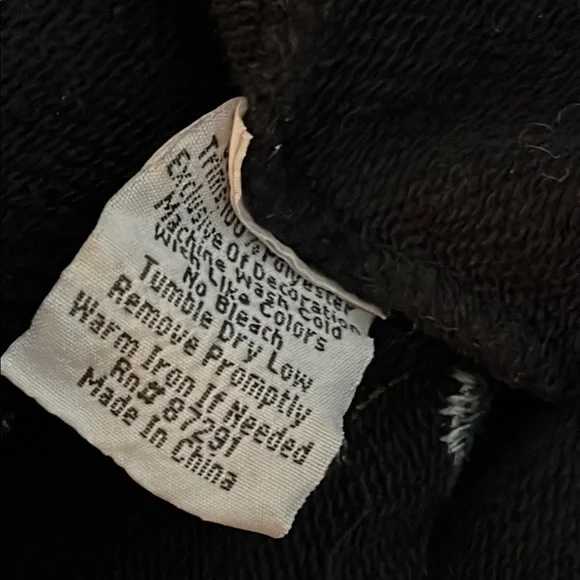 Trim:100% Polyester
Exclusive Of Decoration
Machine Wash Cold
With Like Colors
No Bleach
Tumble Dry Low
Remove Promptly
Warm Iron If Needed
Rn# 87291
Made In China